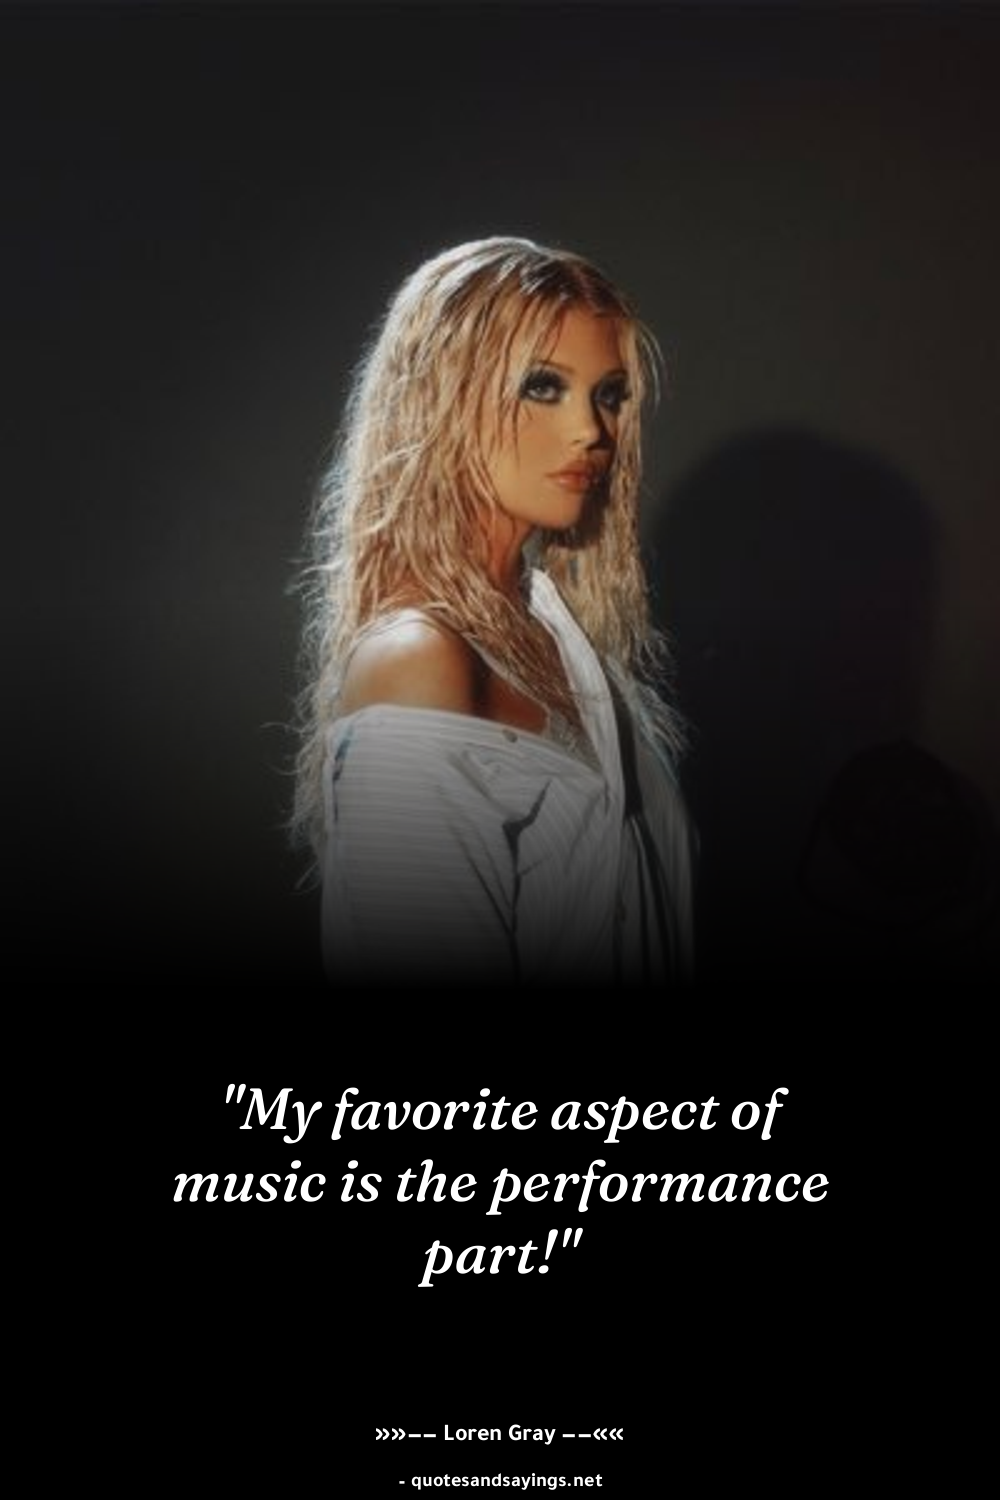 "My favorite aspect of
music is the performance
part!"
»»−− Loren Gray −−««
- quotesandsayings.net